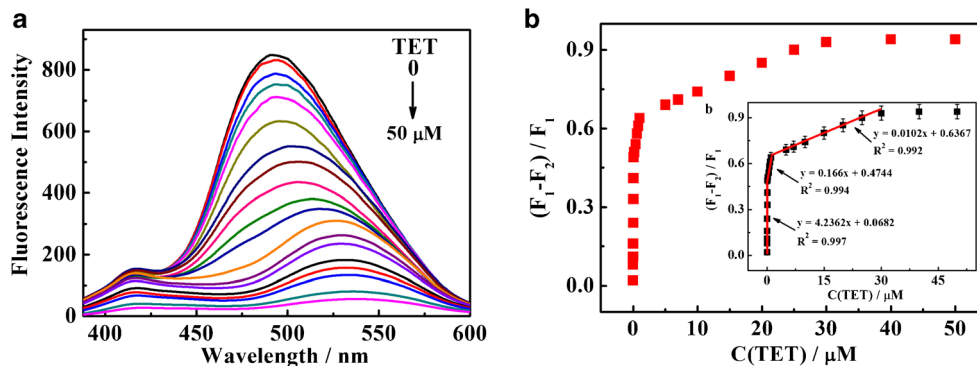 a
TET
0
50 μM
Fluorescence Intensity
800
600
400
200
0
400
450
500
550
600
Wavelength / nm
b
(F1-F2) / F1
0.9
0.6
0.3
0.0
0
10
20
30
40
50
C(TET) / μM
b
(F1-F2) / F1
0.9
0.6
0.3
0.0
y = 0.0102x + 0.6367
R² = 0.992
y = 0.166x + 0.4744
R² = 0.994
y = 4.2362x + 0.0682
R² = 0.997
0
15
30
45
C(TET) / μM